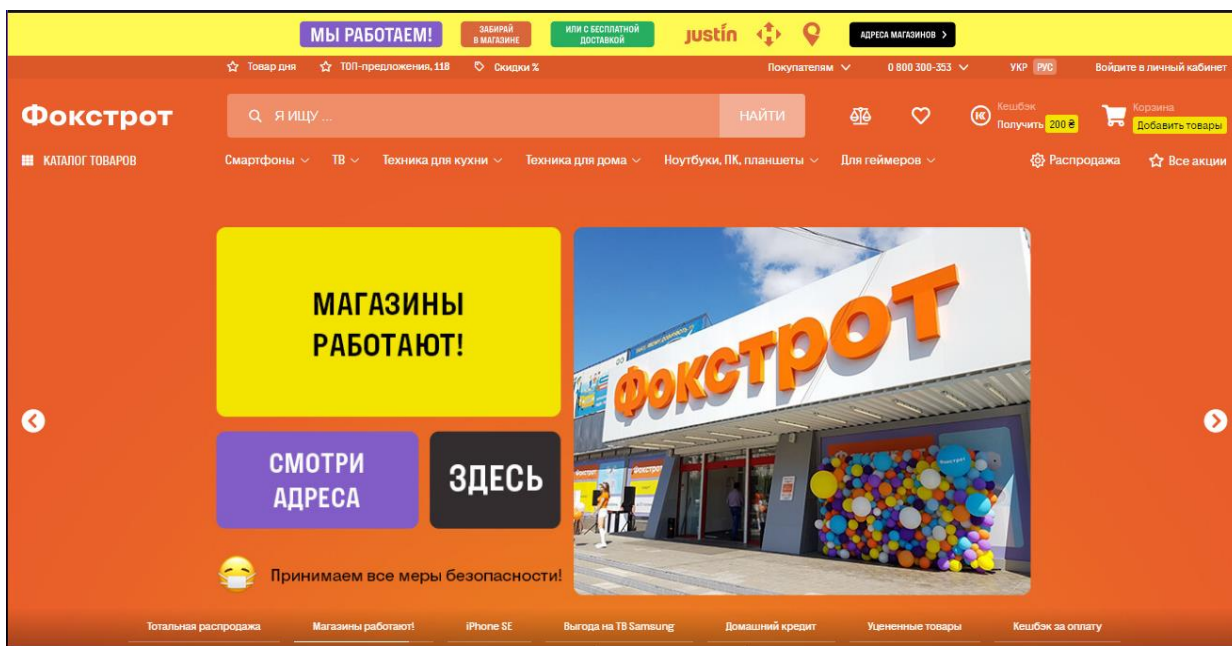 МЫ РАБОТАЕМ!
ЗАБИРАЙ
В МАГАЗИНЕ
ИЛИ С БЕСПЛАТНОЙ
ДОСТАВКОЙ
justin
АДРЕСА МАГАЗИНОВ >
Товар дня
ТОП-предложения, 118
Скидки %
Покупателям
0 800 300-353
УКР РУС
Войдите в личный кабинет
Фокстрот
Я ИЩУ ...
НАЙТИ
Кешбэк
Получить 200 ₴
Корзина
Добавить товары
КАТАЛОГ ТОВАРОВ
Смартфоны
ТВ
Техника для кухни
Техника для дома
Ноутбуки, ПК, планшеты
Для геймеров
Распродажа
Все акции
МАГАЗИНЫ
РАБОТАЮТ!
СМОТРИ
АДРЕСА
ЗДЕСЬ
Фокстрот
Принимаем все меры безопасности!
Тотальная распродажа
Магазины работают!
iPhone SE
Выгода на ТВ Samsung
Домашний кредит
Уцененные товары
Кешбэк за оплату